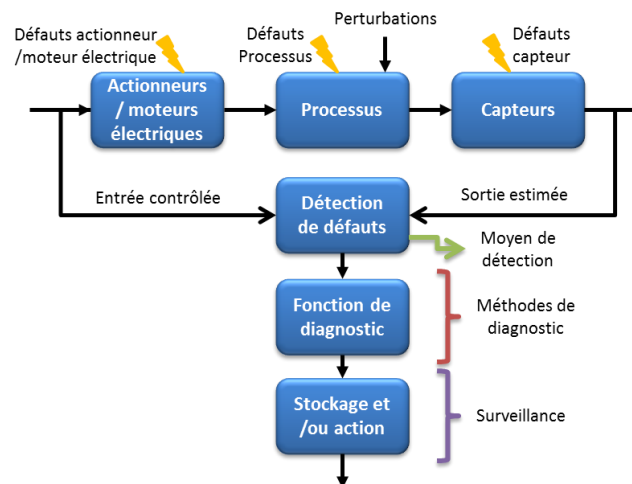 Perturbations
Défauts actionneur
/moteur électrique
Défauts
Processus
Défauts
capteur
Actionneurs
/ moteurs
électriques
Processus
Capteurs
Entrée contrôlée
Détection
de défauts
Sortie estimée
Moyen de
détection
Fonction de
diagnostic
Méthodes de
diagnostic
Stockage et
/ou action
Surveillance